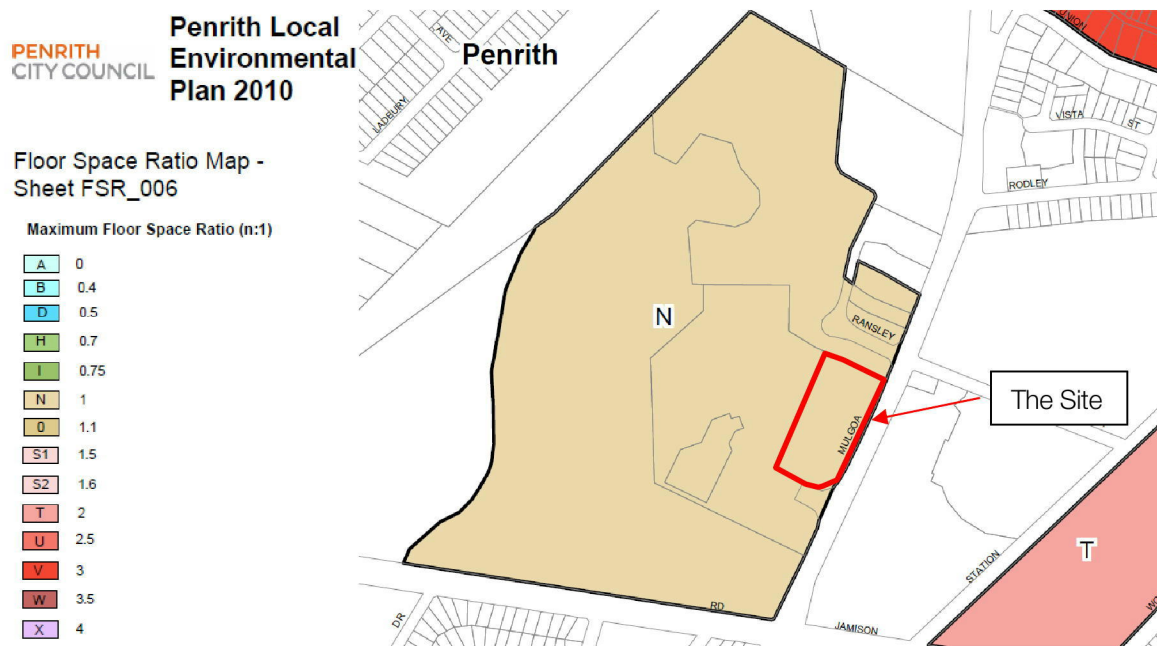 PENRITH
CITY COUNCIL
Penrith Local
Environmental
Plan 2010
Floor Space Ratio Map -
Sheet FSR_006
Maximum Floor Space Ratio (n:1)
A 0
B 0.4
D 0.5
H 0.7
I 0.75
N 1
0 1.1
S1 1.5
S2 1.6
T 2
U 2.5
V 3
W 3.5
X 4
Penrith
AVE
LADBURY
UNION
VISTA
ST
RODLEY
N
RANSLEY
The Site
MULGOA
STATION
T
RD
DR
JAMISON